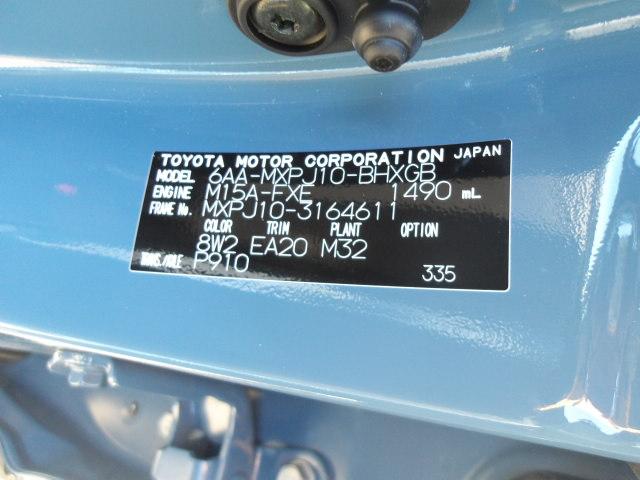 TOYOTA MOTOR CORPORATION JAPAN
MODEL 6AA-MXPJ10-BHXGB
ENGINE M15A-FXE 1490 mL
FRAME No. MXPJ10-3164611
COLOR TRIM PLANT OPTION
8W2 EA20 M32
TRANS./AXLE P910
335